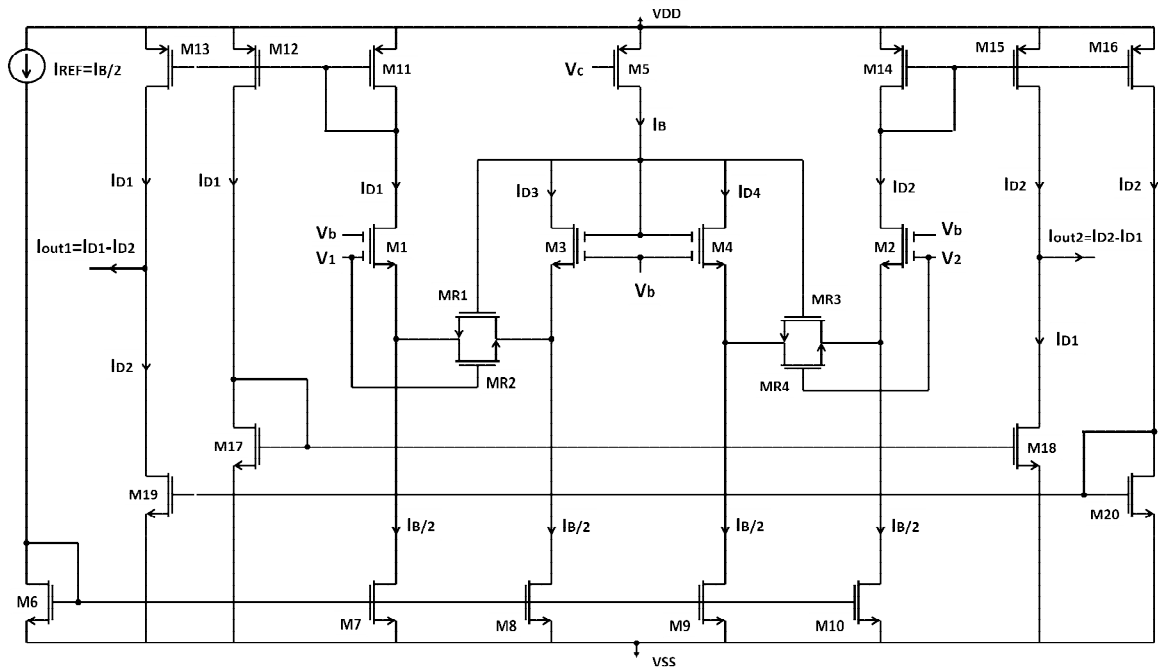 VDD
M13
M12
M11
M5
M14
M15
M16
IREF=IB/2
Vc
IB
ID1
ID1
ID1
ID3
ID4
ID2
ID2
ID2
Iout1=ID1-ID2
Vb
V1
M1
M3
M4
M2
Vb
V2
Iout2=ID2-ID1
Vb
MR1
MR3
ID2
MR2
MR4
ID1
M17
M18
M19
M20
IB/2
IB/2
IB/2
IB/2
M6
M7
M8
M9
M10
VSS